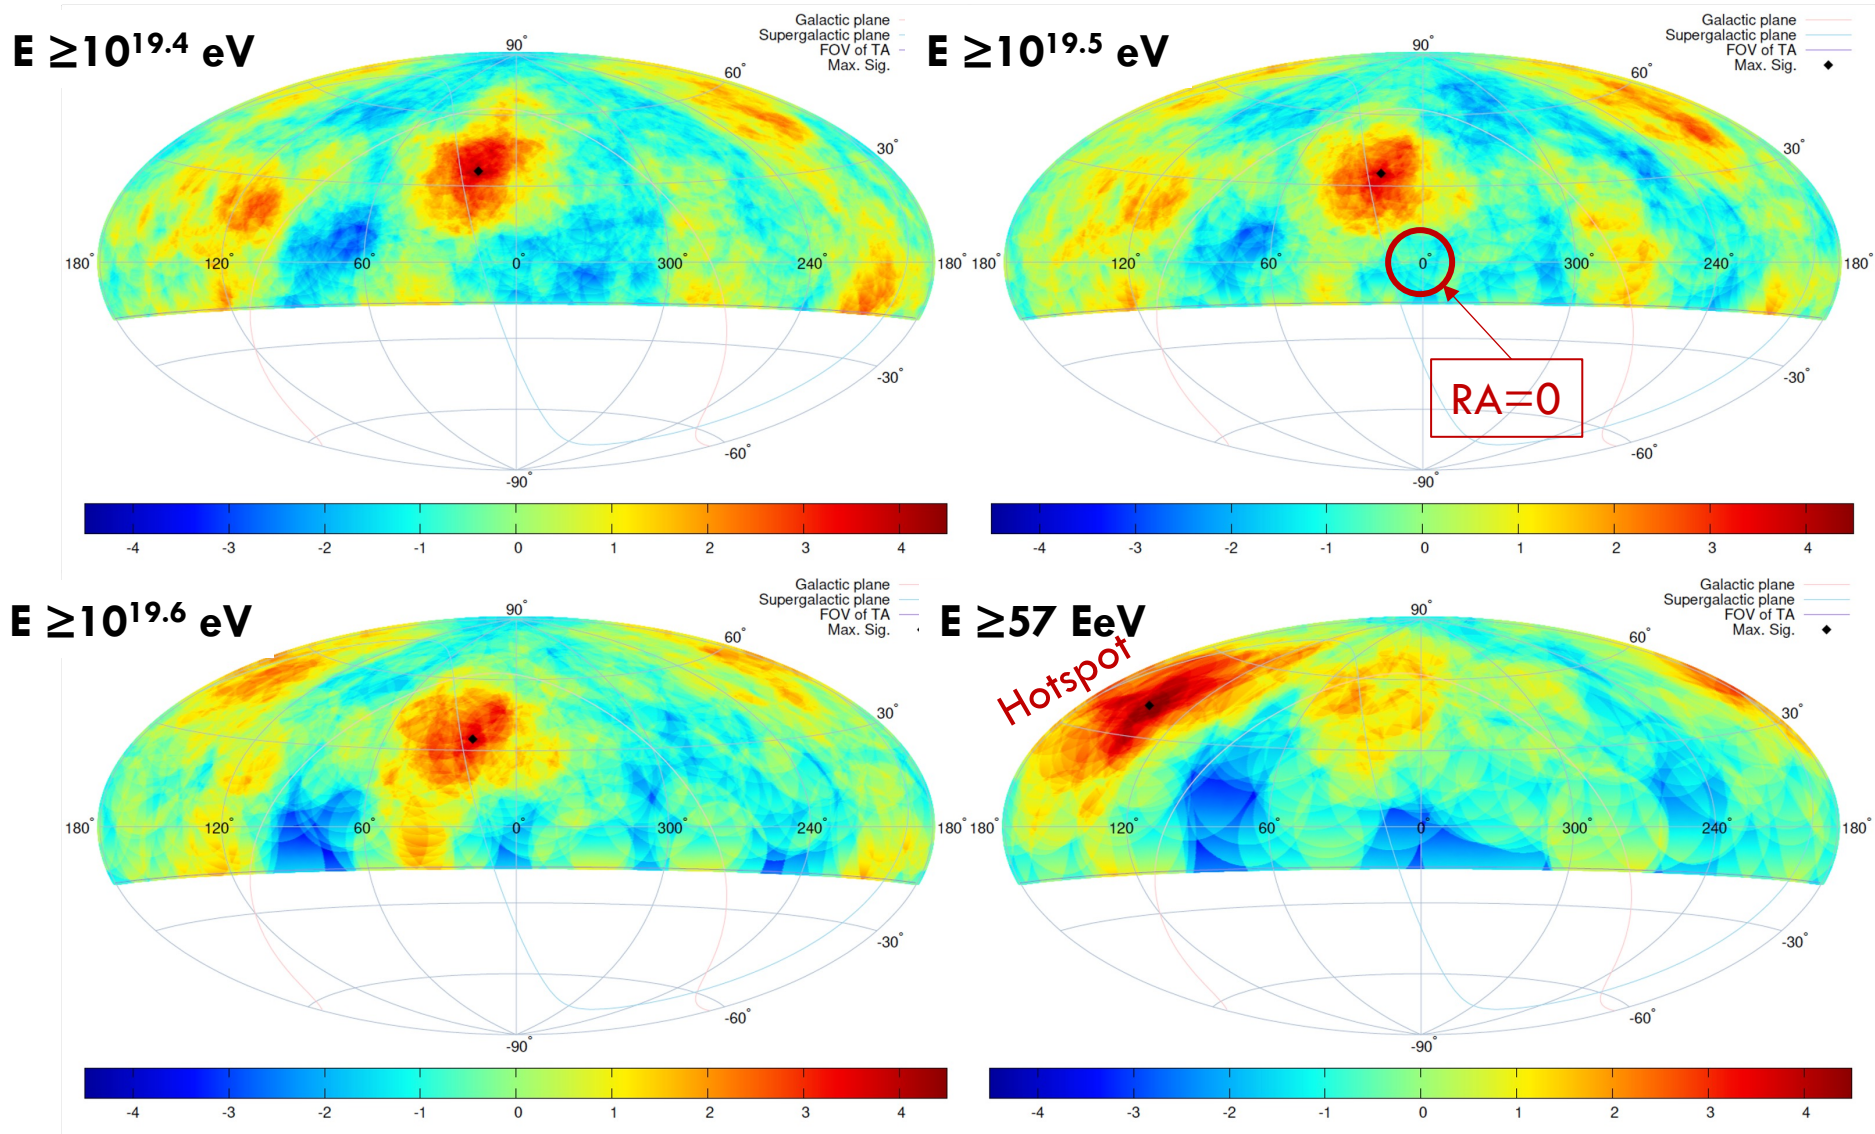 E ≥10^19.4 eV
Galactic plane
Supergalactic plane
FOV of TA
Max. Sig.
90°
60°
30°
180° 120° 60° 0° 300° 240° 180°
-30°
-60°
-90°
-4 -3 -2 -1 0 1 2 3 4
E ≥10^19.5 eV
Galactic plane
Supergalactic plane
FOV of TA
Max. Sig.
90°
60°
30°
180° 120° 60° 0° 300° 240° 180°
-30°
RA=0
-60°
-90°
-4 -3 -2 -1 0 1 2 3 4
E ≥10^19.6 eV
Galactic plane
Supergalactic plane
FOV of TA
Max. Sig.
90°
60°
30°
180° 120° 60° 0° 300° 240° 180°
-30°
-60°
-90°
-4 -3 -2 -1 0 1 2 3 4
E ≥57 EeV
Galactic plane
Supergalactic plane
FOV of TA
Max. Sig.
Hotspot
90°
60°
30°
180° 120° 60° 0° 300° 240° 180°
-30°
-60°
-90°
-4 -3 -2 -1 0 1 2 3 4